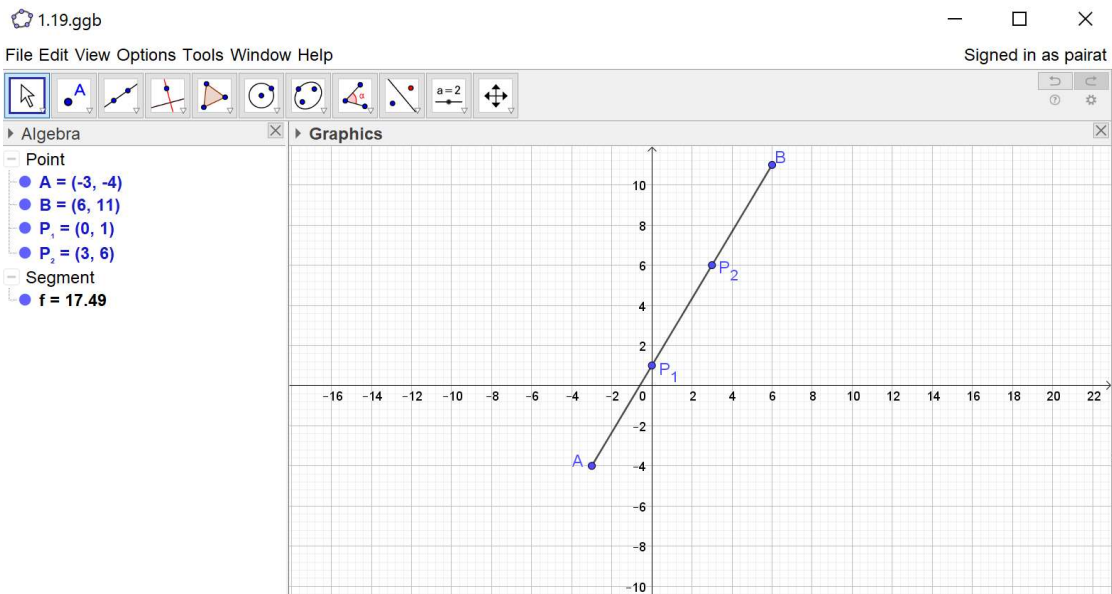 1.19.ggb
File Edit View Options Tools Window Help
Signed in as pairat
A
α
a=2
Algebra
Graphics
Point
A = (-3, -4)
B = (6, 11)
P₁ = (0, 1)
P₂ = (3, 6)
Segment
f = 17.49
B
10
8
6
P₂
4
2
P₁
−16 −14 −12 −10 −8 −6 −4 −2 0 2 4 6 8 10 12 14 16 18 20 22
−2
A
−4
−6
−8
−10